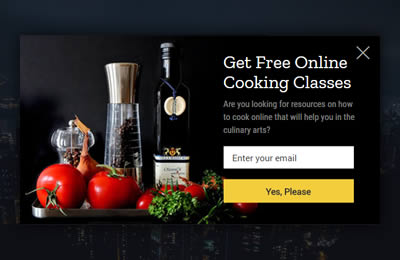 Get Free Online
Cooking Classes
Are you looking for resources on how
to cook online that will help you in the
culinary arts?
Enter your email
Yes, Please